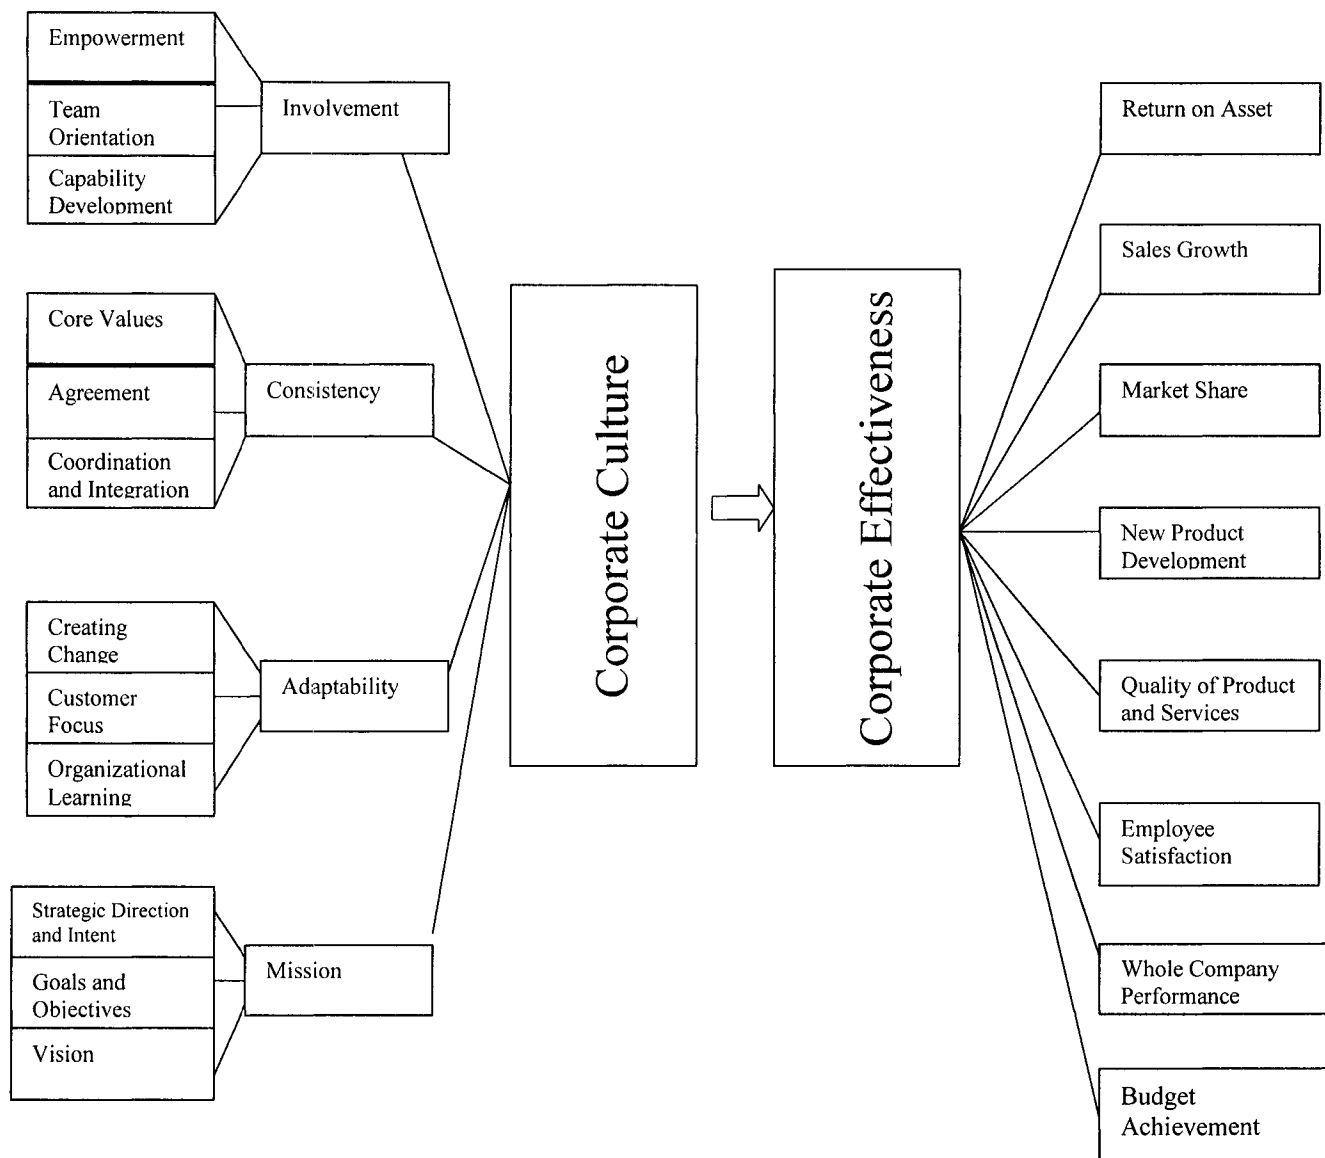 Empowerment
Team
Orientation
Capability
Development
Involvement
Core Values
Agreement
Coordination
and Integration
Consistency
Creating
Change
Customer
Focus
Organizational
Learning
Adaptability
Strategic Direction
and Intent
Goals and
Objectives
Vision
Mission
Corporate Culture
Corporate Effectiveness
Return on Asset
Sales Growth
Market Share
New Product
Development
Quality of Product
and Services
Employee
Satisfaction
Whole Company
Performance
Budget
Achievement